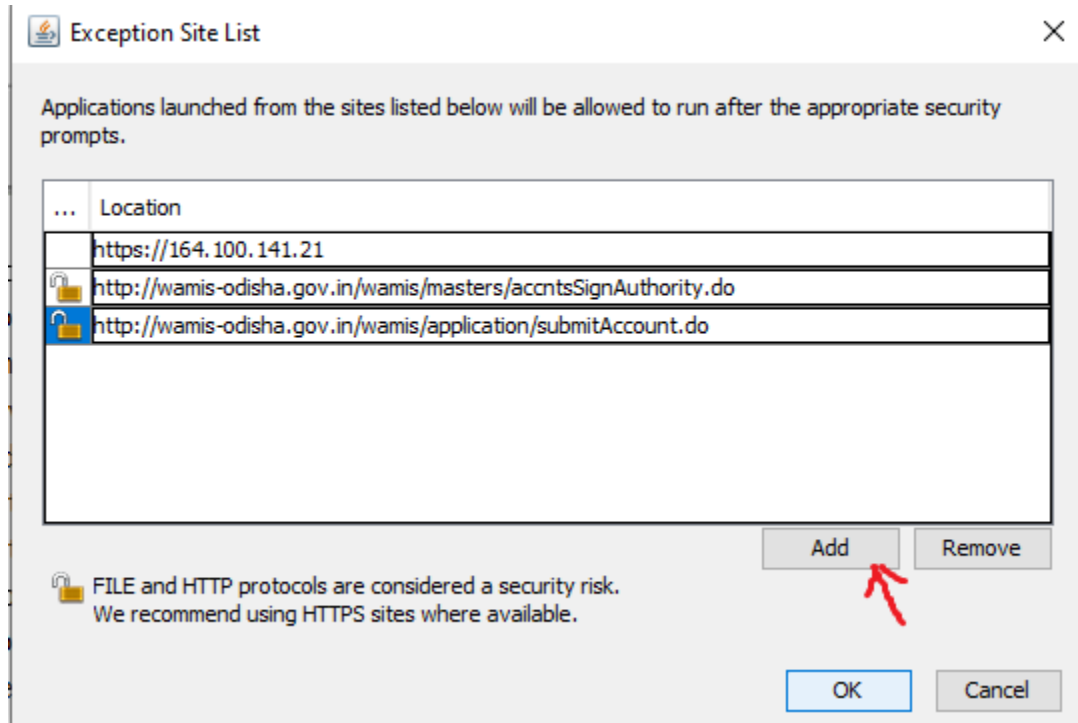 Exception Site List
Applications launched from the sites listed below will be allowed to run after the appropriate security
prompts.
... Location
https://164.100.141.21
http://wamis-odisha.gov.in/wamis/masters/accntsSignAuthority.do
http://wamis-odisha.gov.in/wamis/application/submitAccount.do
Add Remove
FILE and HTTP protocols are considered a security risk.
We recommend using HTTPS sites where available.
OK Cancel